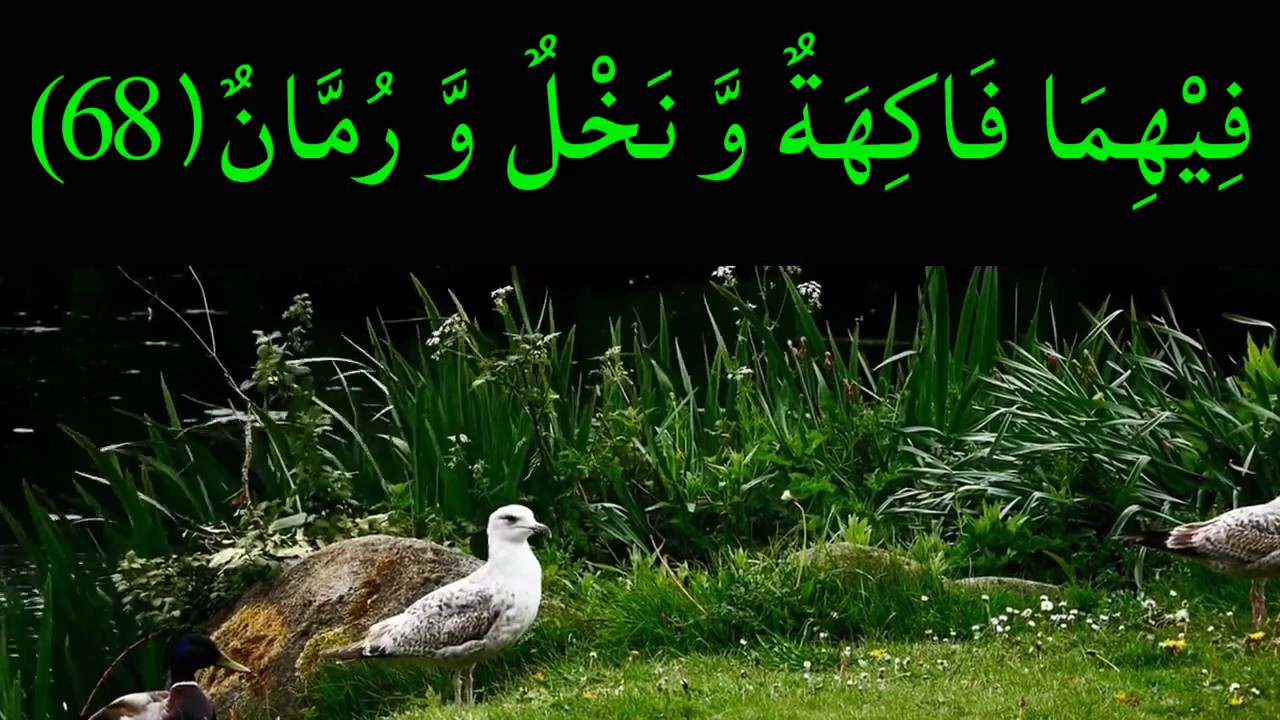 فِيْهِمَا فَاكِهَةٌ وَّ نَخْلٌ وَّ رُمَّانٌ(68)